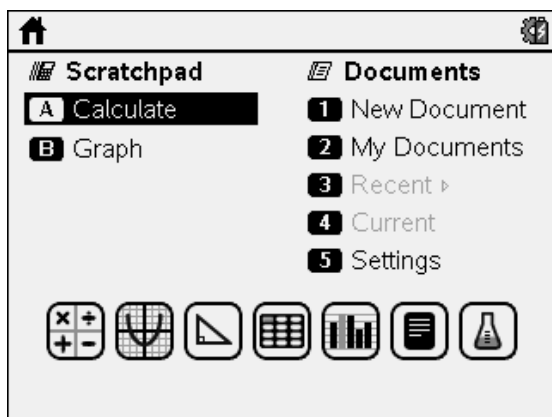 Scratchpad
A Calculate
B Graph
Documents
1 New Document
2 My Documents
3 Recent ▹
4 Current
5 Settings